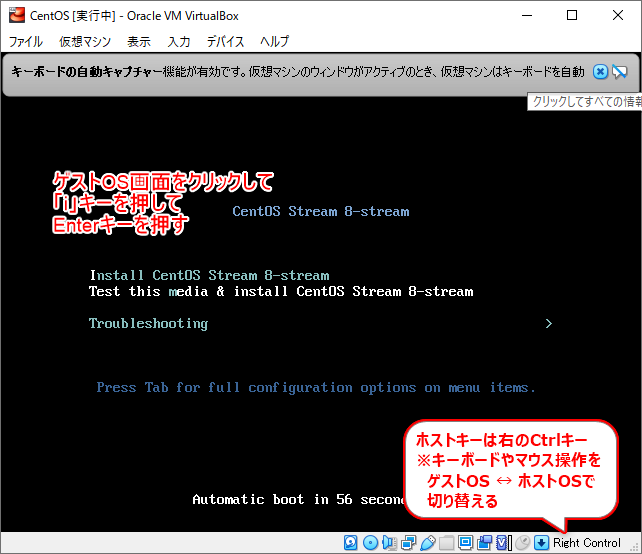 CentOS [実行中] - Oracle VM VirtualBox
ファイル 仮想マシン 表示 入力 デバイス ヘルプ
キーボードの自動キャプチャー機能が有効です。仮想マシンのウィンドウがアクティブのとき、仮想マシンはキーボードを自動
クリックしてすべての情報
ゲストOS画面をクリックして
「i」キーを押して
Enterキーを押す
CentOS Stream 8-stream
Install CentOS Stream 8-stream
Test this media & install CentOS Stream 8-stream
Troubleshooting >
Press Tab for full configuration options on menu items.
ホストキーは右のCtrlキー
※キーボードやマウス操作を
ゲストOS ↔ ホストOSで
切り替える
Automatic boot in 56 secon
Right Control